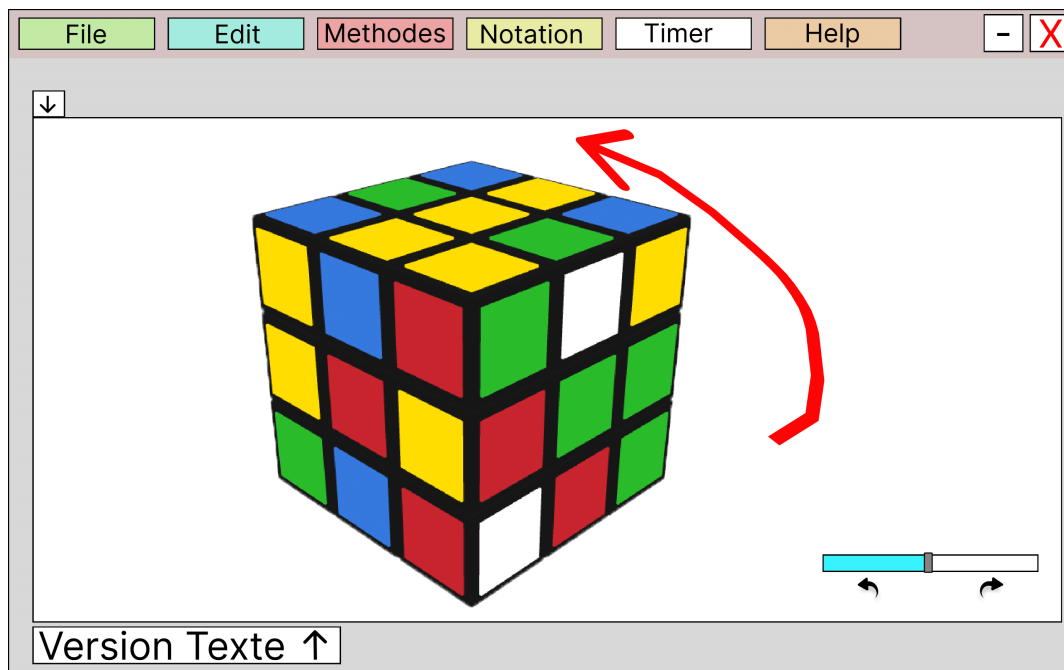 File Edit Methodes Notation Timer Help - X
↓
Version Texte ↑